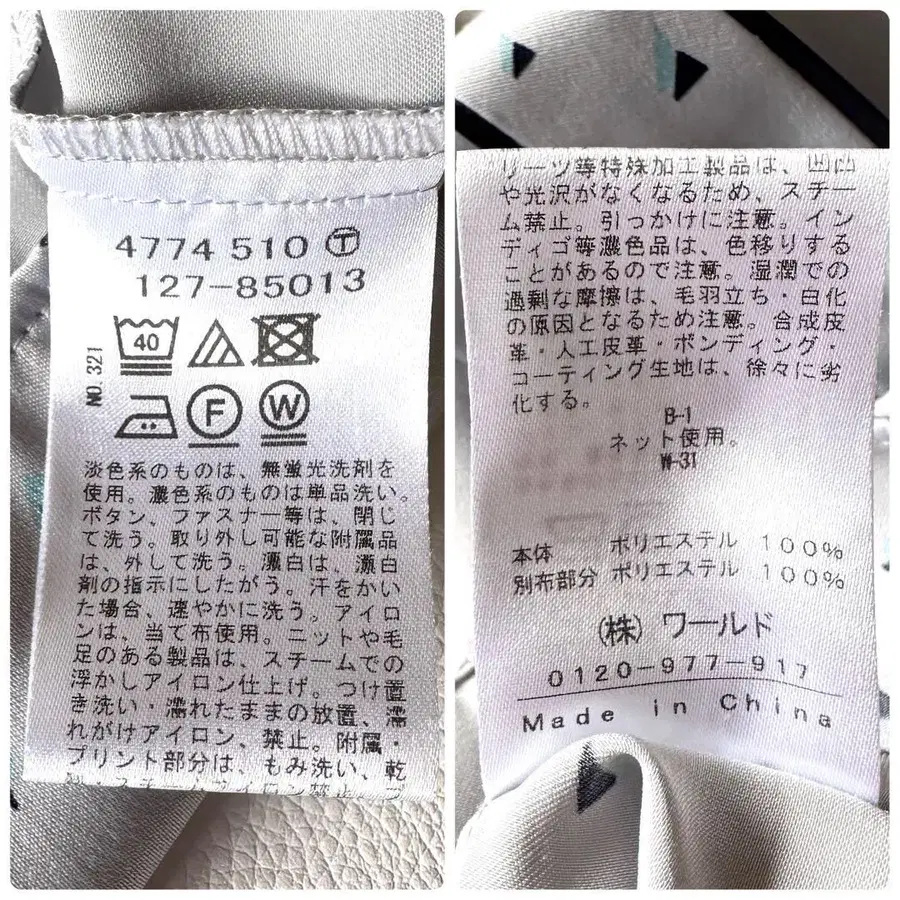 4774 510 Ⓣ
127-85013
40
F
W
NO. 321
淡色系のものは、無蛍光洗剤を
使用。濃色系のものは単品洗い。
ボタン、ファスナー等は、閉じ
て洗う。取り外し可能な附属品
は、外して洗う。漂白は、漂白
剤の指示にしたがう。汗をかい
た場合、速やかに洗う。アイロ
ンは、当て布使用。ニットや毛
足のある製品は、スチームでの
浮かしアイロン仕上げ。つけ置
き洗い・濡れたままの放置、濡
れがけアイロン、禁止。附属・
プリント部分は、もみ洗い、乾
リーツ等特殊加工製品は、凹凸
や光沢がなくなるため、スチー
ム禁止。引っかけに注意。イン
ディゴ等濃色品は、色移りする
ことがあるので注意。湿潤での
過剰な摩擦は、毛羽立ち・白化
の原因となるため注意。合成皮
革・人工皮革・ボンディング・
コーティング生地は、徐々に劣
化する。
B-1
ネット使用。
W-31
本体 ポリエステル 100%
別布部分 ポリエステル 100%
(株) ワールド
0120-977-917
Made in China